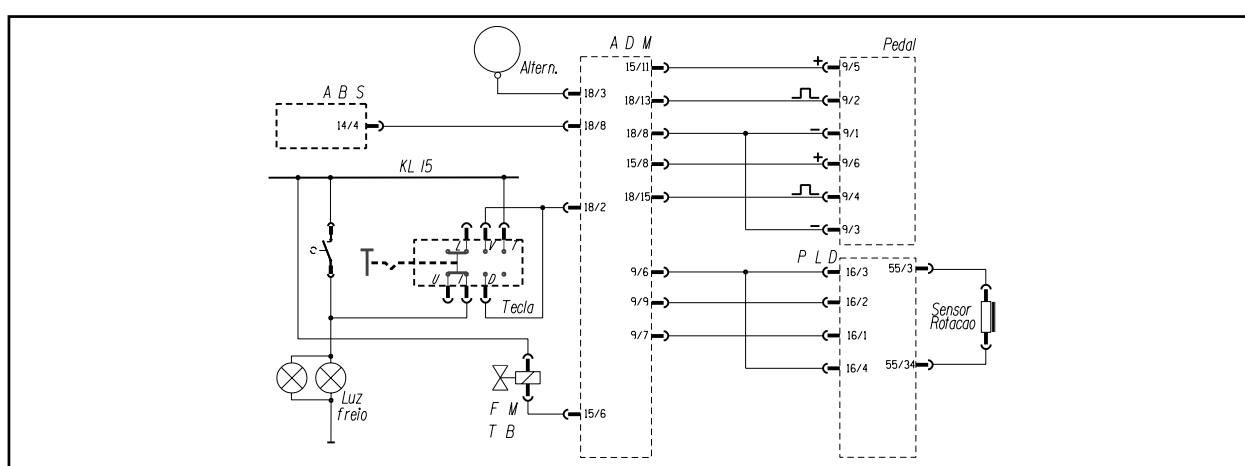 A D M
Pedal
Altern.
15/11
+
9/5
A B S
18/3
18/13
9/2
14/4
18/8
18/8
–
9/1
KL 15
15/8
+
9/6
18/2
18/15
9/4
–
9/3
L V T
U 1 D
Tecla
P L D
9/6
16/3
55/3
9/9
16/2
Sensor
Rotacao
9/7
16/1
16/4
55/34
Luz
freio
F M
T B
15/6